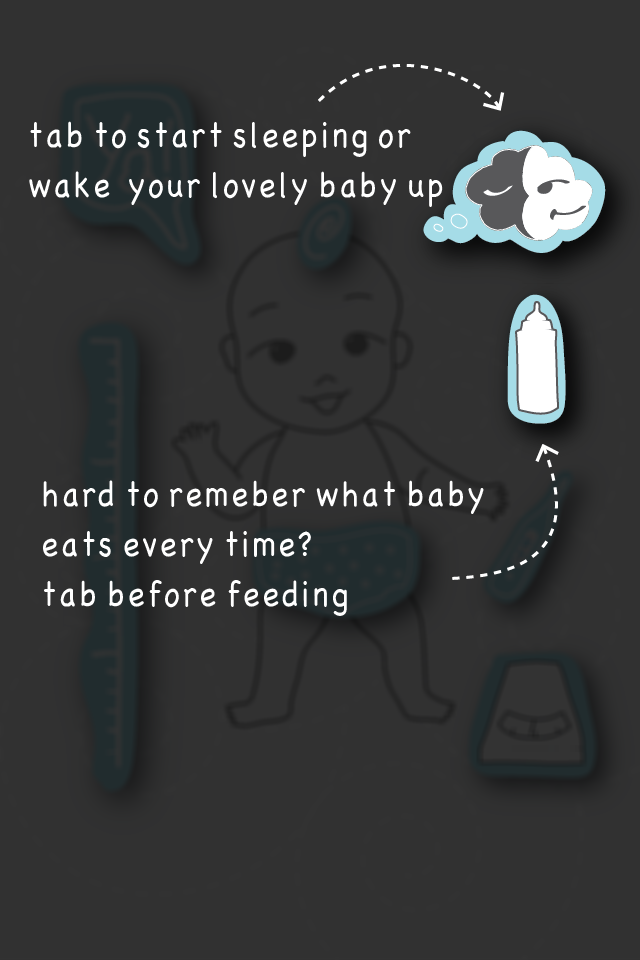 tab to start sleeping or
wake your lovely baby up
hard to remeber what baby
eats every time?
tab before feeding